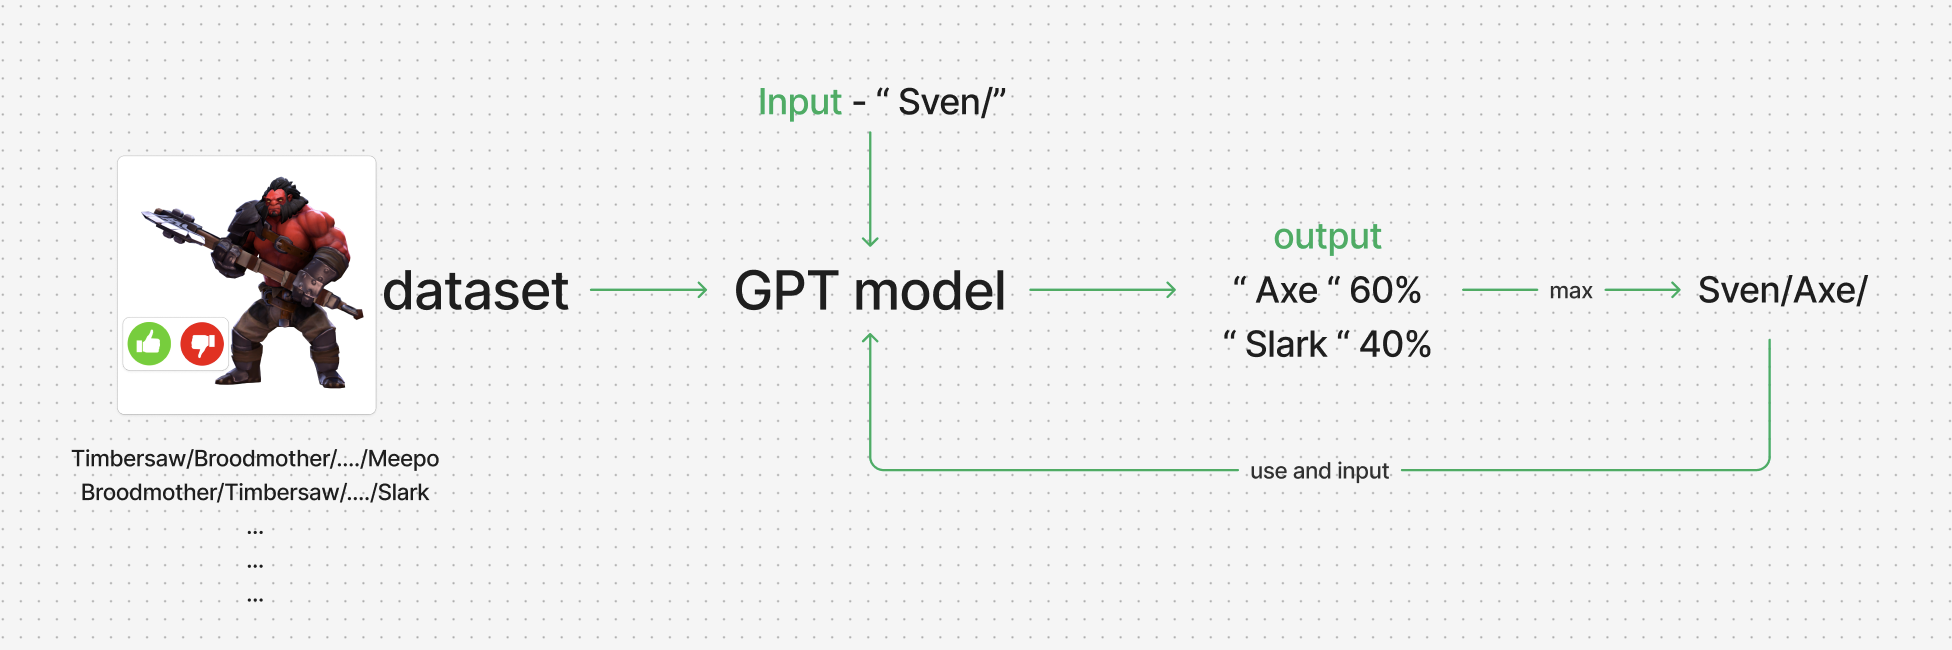 Input - “ Sven/”
dataset
GPT model
output
“ Axe “ 60%
“ Slark “ 40%
max
Sven/Axe/
use and input
Timbersaw/Broodmother/..../Meepo
Broodmother/Timbersaw/..../Slark
...
...
...